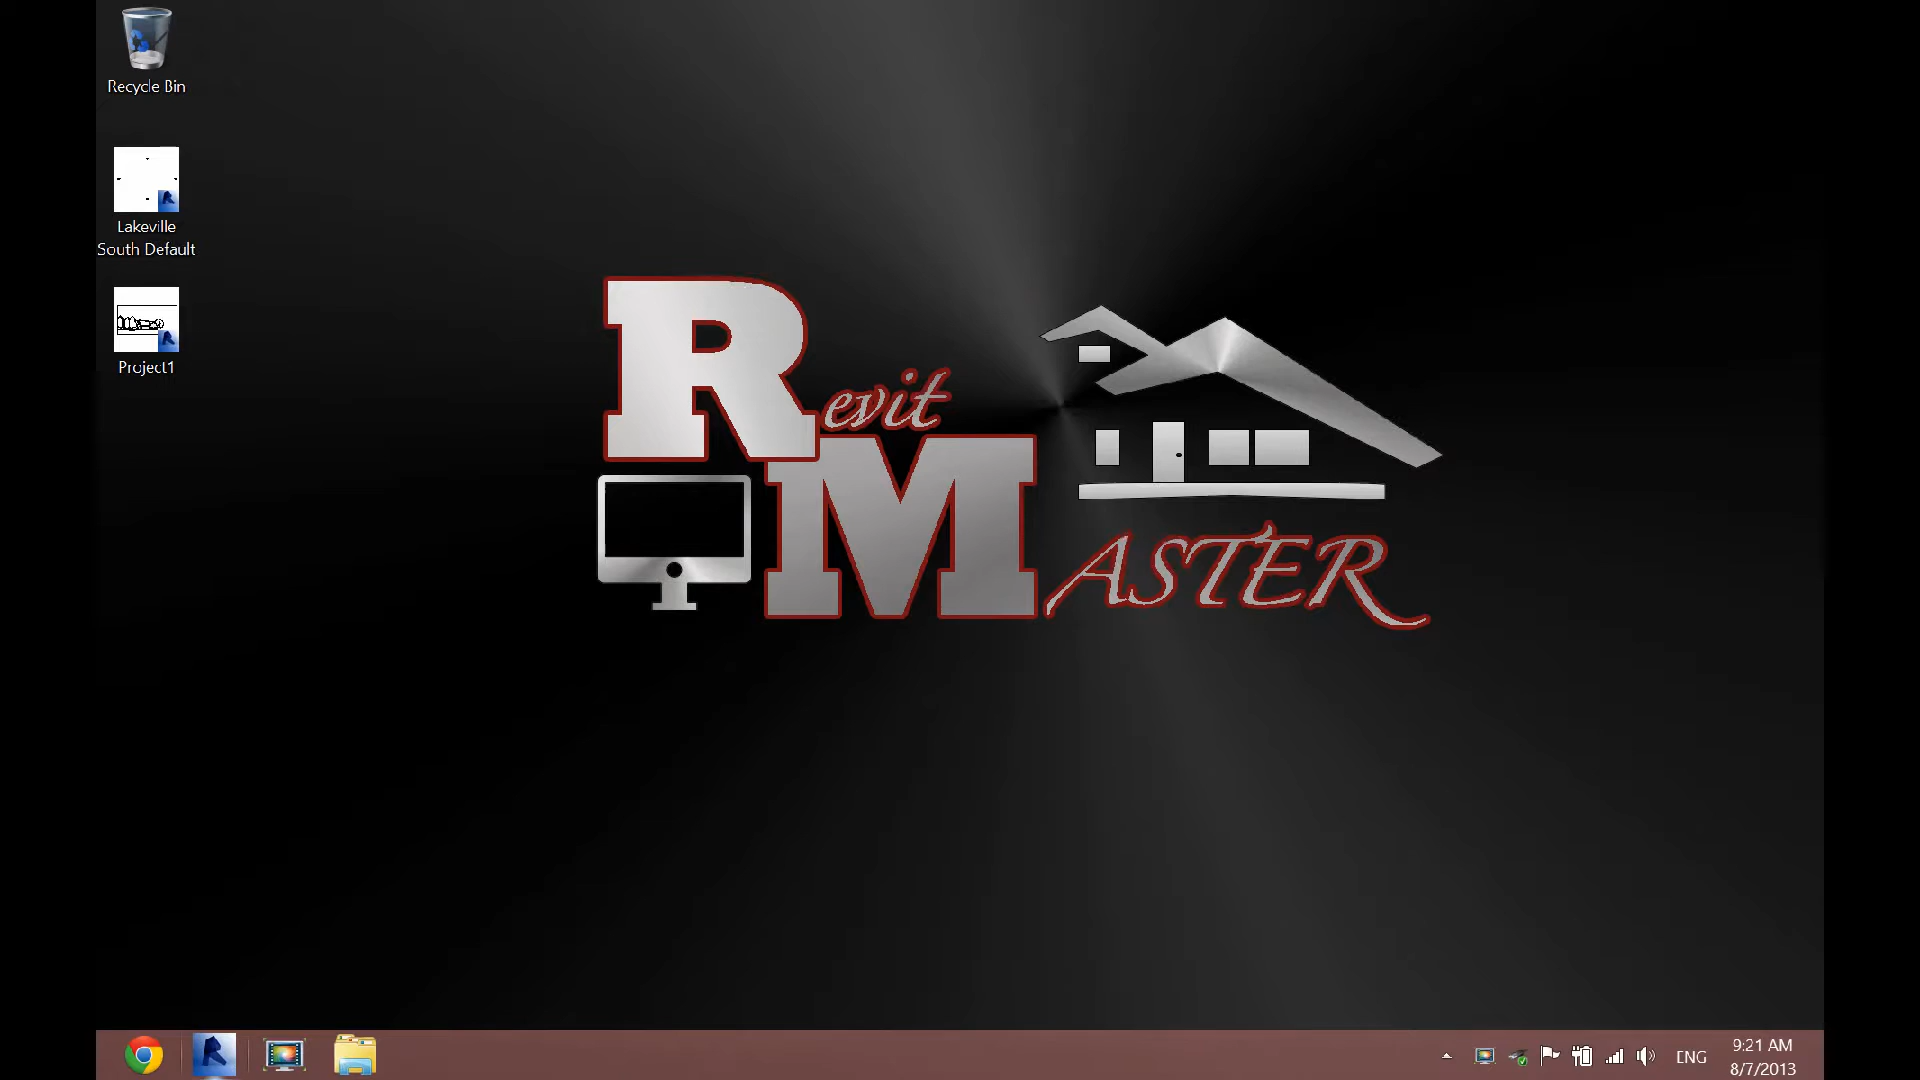 Recycle Bin
Lakeville
South Default
Project1
Revit
MASTER
ENG
9:21 AM
8/7/2013